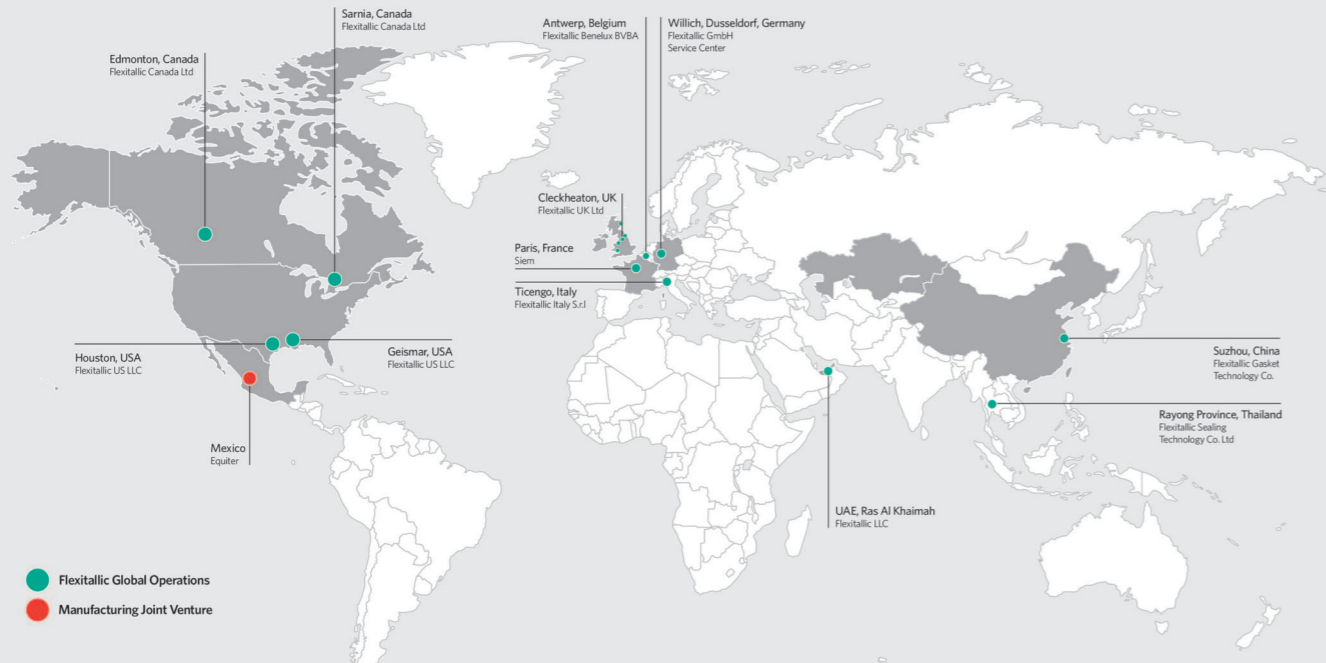 Sarnia, Canada
Flexitallic Canada Ltd
Edmonton, Canada
Flexitallic Canada Ltd
Antwerp, Belgium
Flexitallic Benelux BVBA
Willich, Dusseldorf, Germany
Flexitallic GmbH
Service Center
Cleckheaton, UK
Flexitallic UK Ltd
Paris, France
Siem
Ticengo, Italy
Flexitallic Italy S.r.l
Houston, USA
Flexitallic US LLC
Geismar, USA
Flexitallic US LLC
Mexico
Equiter
Suzhou, China
Flexitallic Gasket
Technology Co.
Rayong Province, Thailand
Flexitallic Sealing
Technology Co. Ltd
UAE, Ras Al Khaimah
Flexitallic LLC
Flexitallic Global Operations
Manufacturing Joint Venture